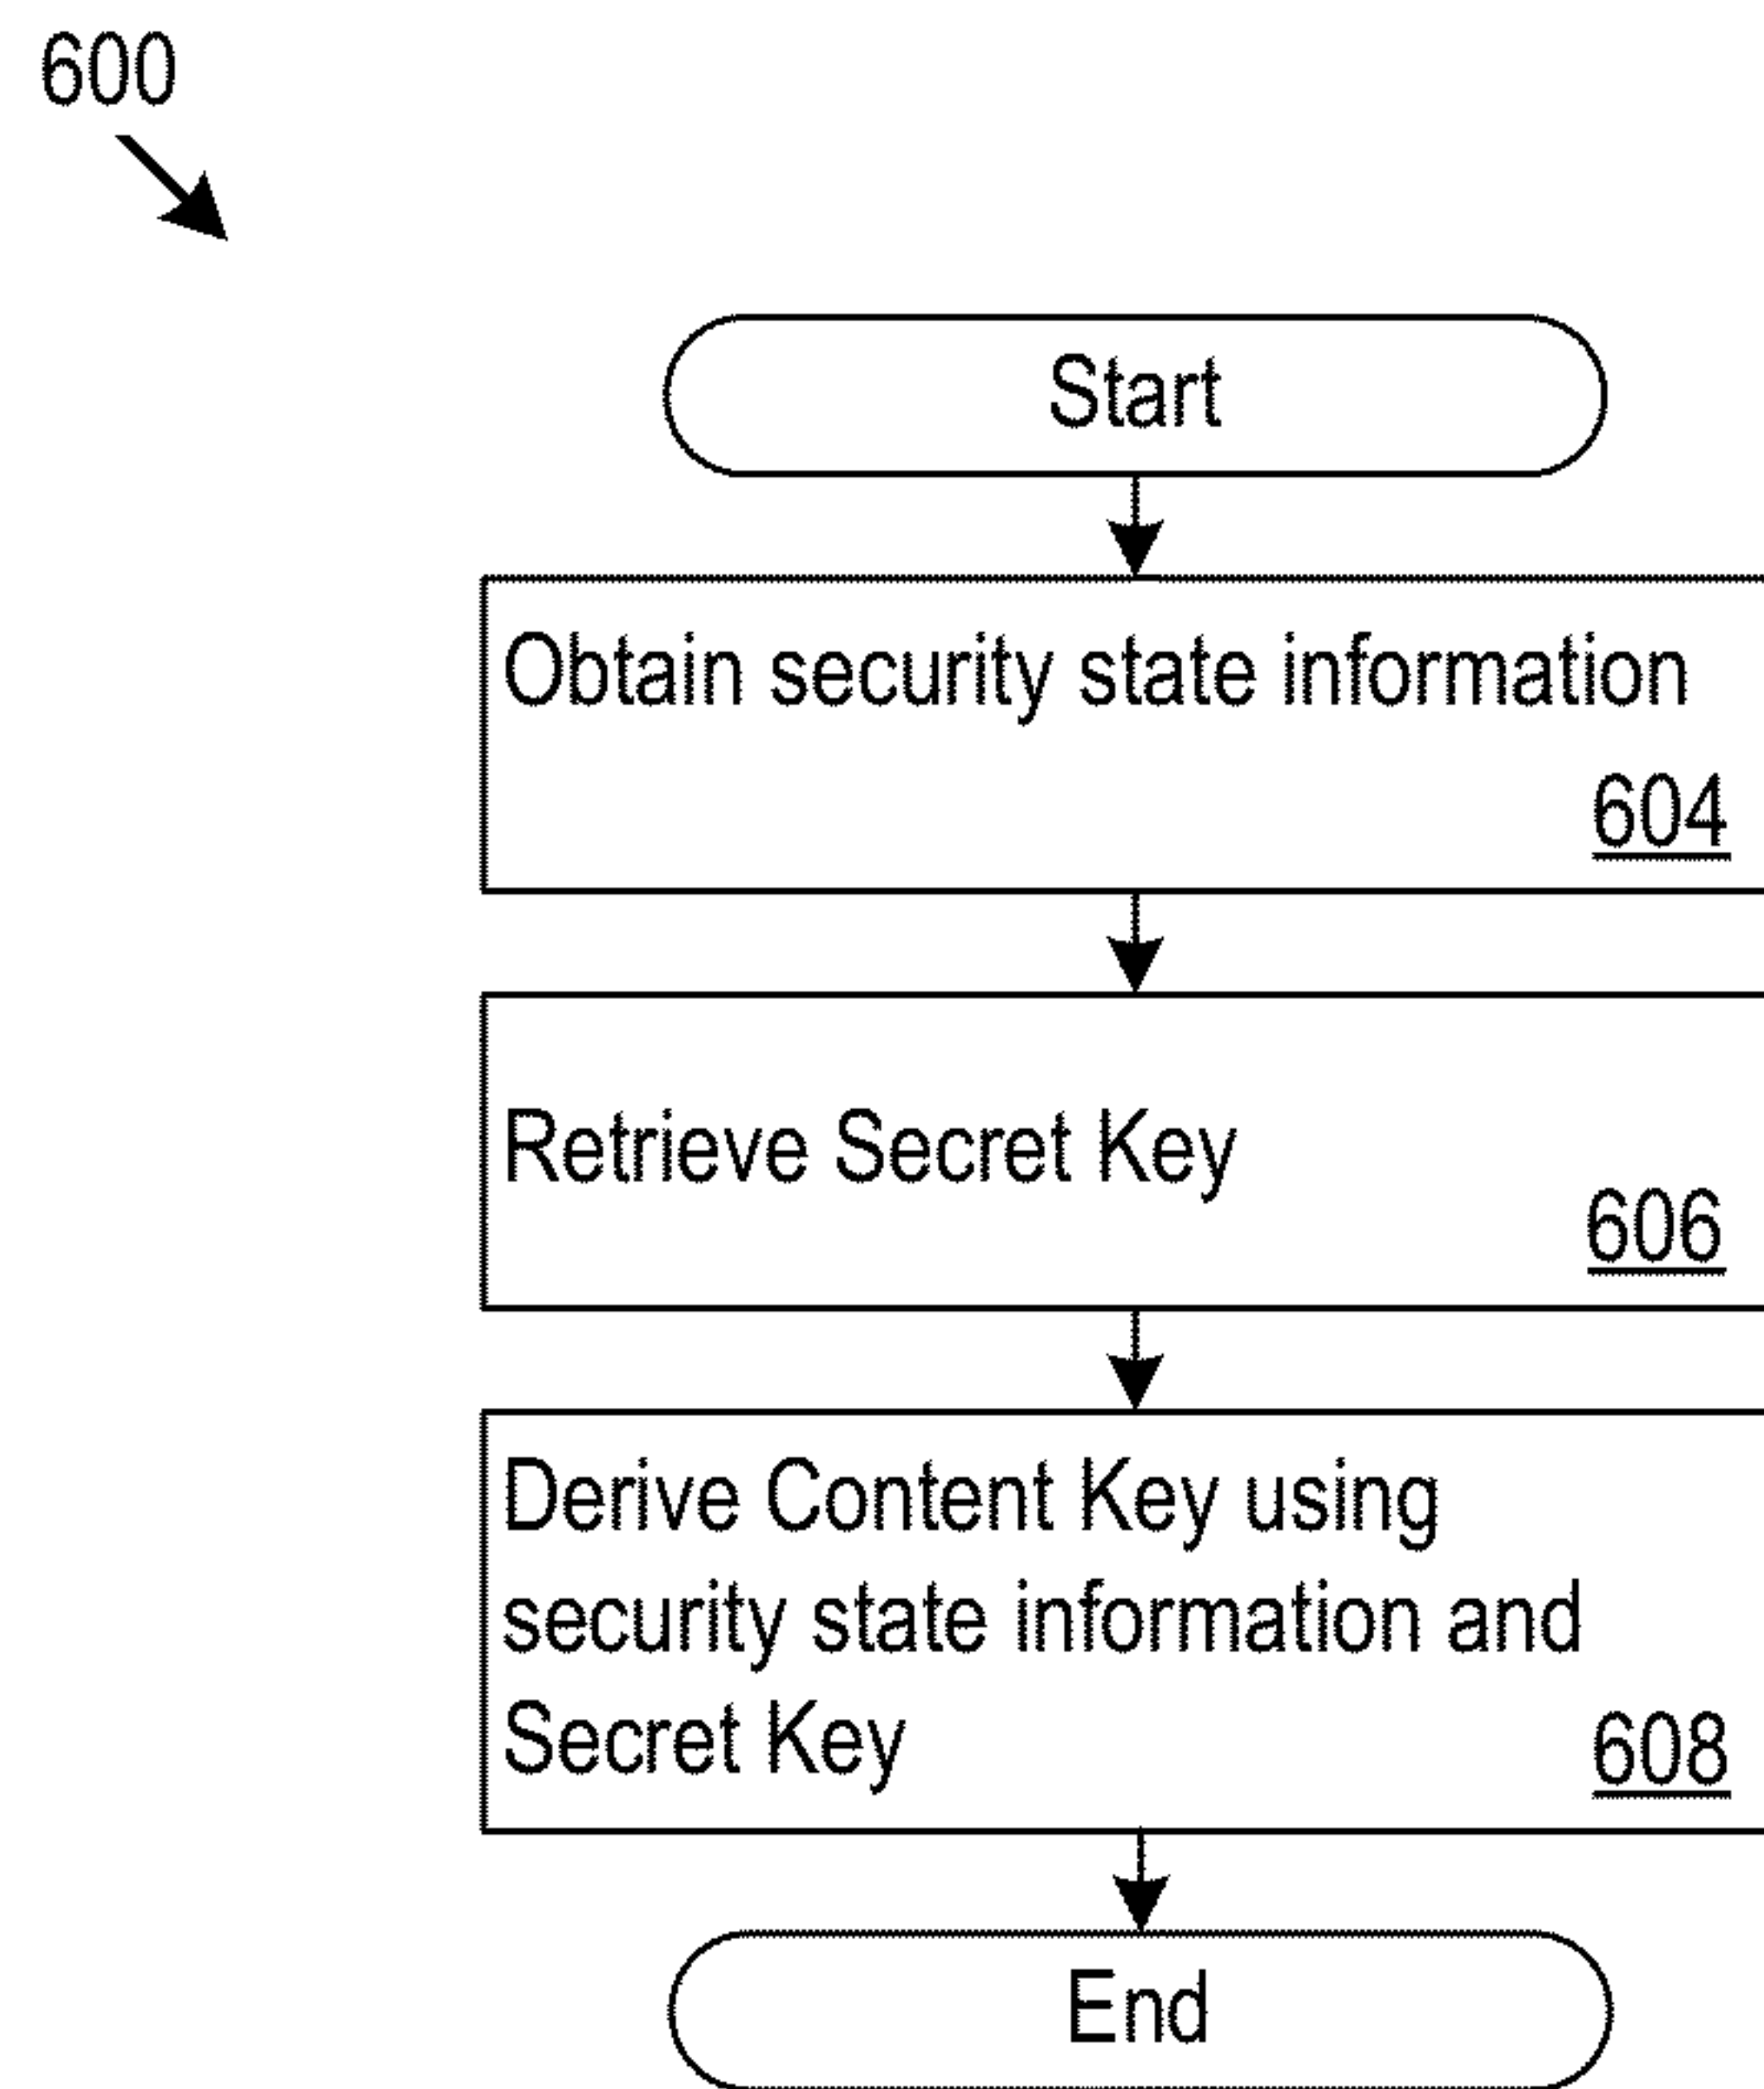 600
Start
Obtain security state information
604
Retrieve Secret Key
606
Derive Content Key using
security state information and
Secret Key
608
End